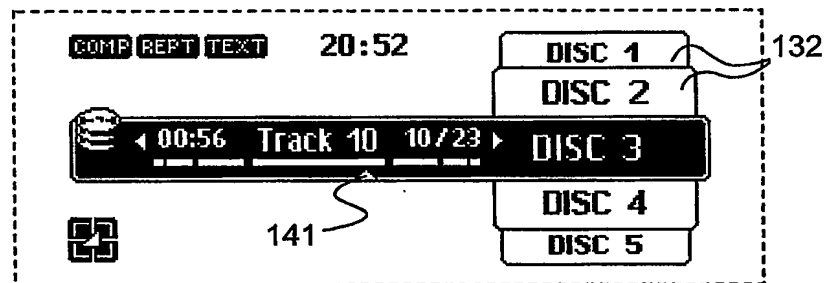 COMP REPT TEXT 20:52 DISC 1 132
DISC 2
00:56 Track 10 10/23 DISC 3
DISC 4
141
DISC 5